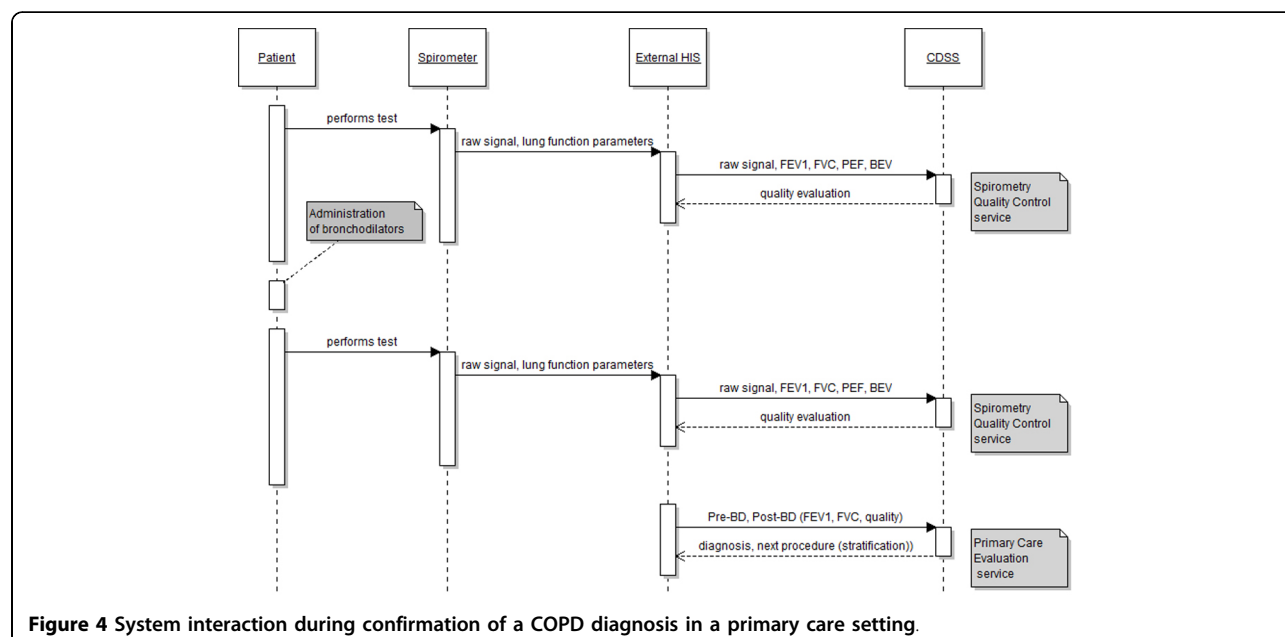 Patient
Spirometer
External HIS
CDSS
performs test
raw signal, lung function parameters
raw signal, FEV1, FVC, PEF, BEV
quality evaluation
Spirometry
Quality Control
service
Administration
of bronchodilators
performs test
raw signal, lung function parameters
raw signal, FEV1, FVC, PEF, BEV
quality evaluation
Spirometry
Quality Control
service
Pre-BD, Post-BD (FEV1, FVC, quality)
diagnosis, next procedure (stratification))
Primary Care
Evaluation
service
Figure 4 System interaction during confirmation of a COPD diagnosis in a primary care setting.